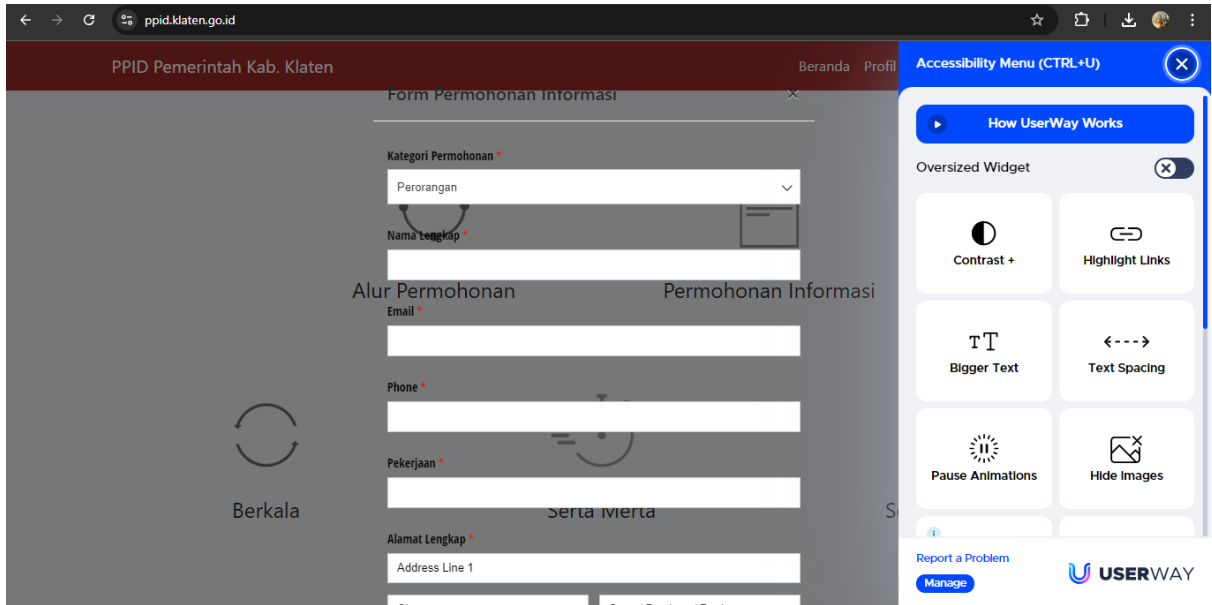 ppid.klaten.go.id
PPID Pemerintah Kab. Klaten
Beranda Profil
Form Permohonan Informasi
Kategori Permohonan *
Perorangan
Nama Lengkap *
Alur Permohonan
Permohonan Informasi
Email *
Phone *
Pekerjaan *
Berkala
Serta Merta
Alamat Lengkap *
Address Line 1
Accessibility Menu (CTRL+U)
How UserWay Works
Oversized Widget
Contrast +
Highlight Links
TT
Bigger Text
Text Spacing
Pause Animations
Hide Images
Report a Problem
Manage
USERWAY